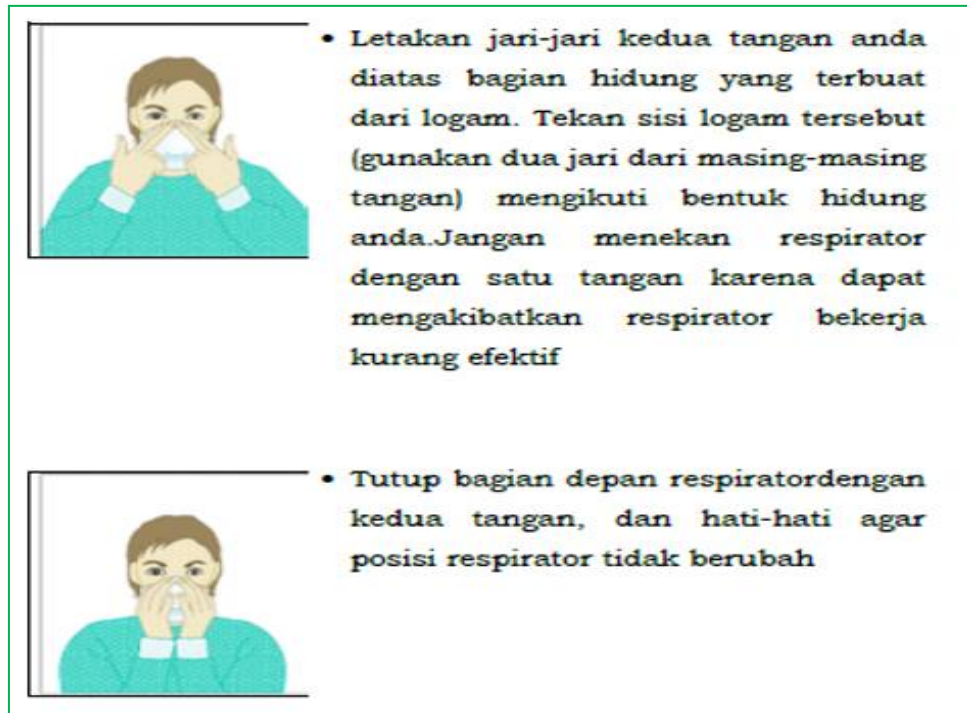 • Letakan jari-jari kedua tangan anda
diatas bagian hidung yang terbuat
dari logam. Tekan sisi logam tersebut
(gunakan dua jari dari masing-masing
tangan) mengikuti bentuk hidung
anda.Jangan menekan respirator
dengan satu tangan karena dapat
mengakibatkan respirator bekerja
kurang efektif
• Tutup bagian depan respiratordengan
kedua tangan, dan hati-hati agar
posisi respirator tidak berubah